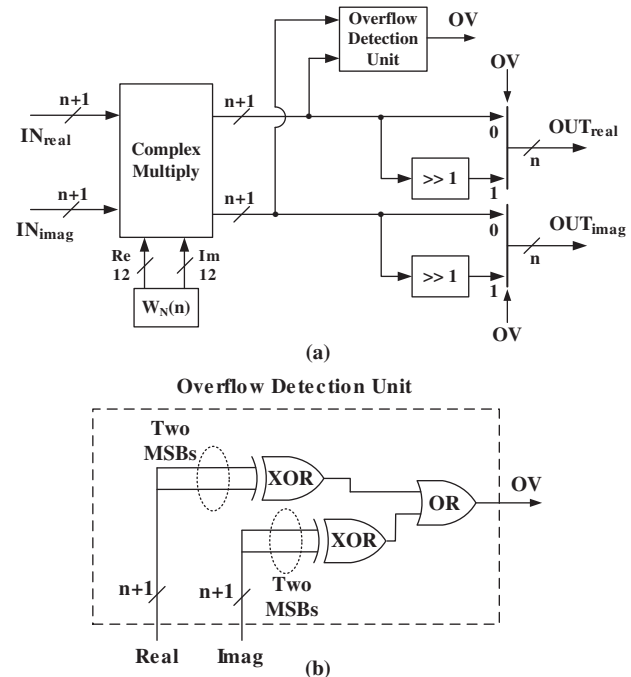 Overflow
Detection
Unit
OV
OV
n+1
IN_real
Complex
Multiply
n+1
0
OUT_real
n
>> 1
1
n+1
IN_imag
n+1
0
OUT_imag
n
>> 1
1
Re
12
Im
12
W_N(n)
OV
(a)
Overflow Detection Unit
Two
MSBs
XOR
OR
OV
XOR
n+1
n+1
Two
MSBs
Real
Imag
(b)